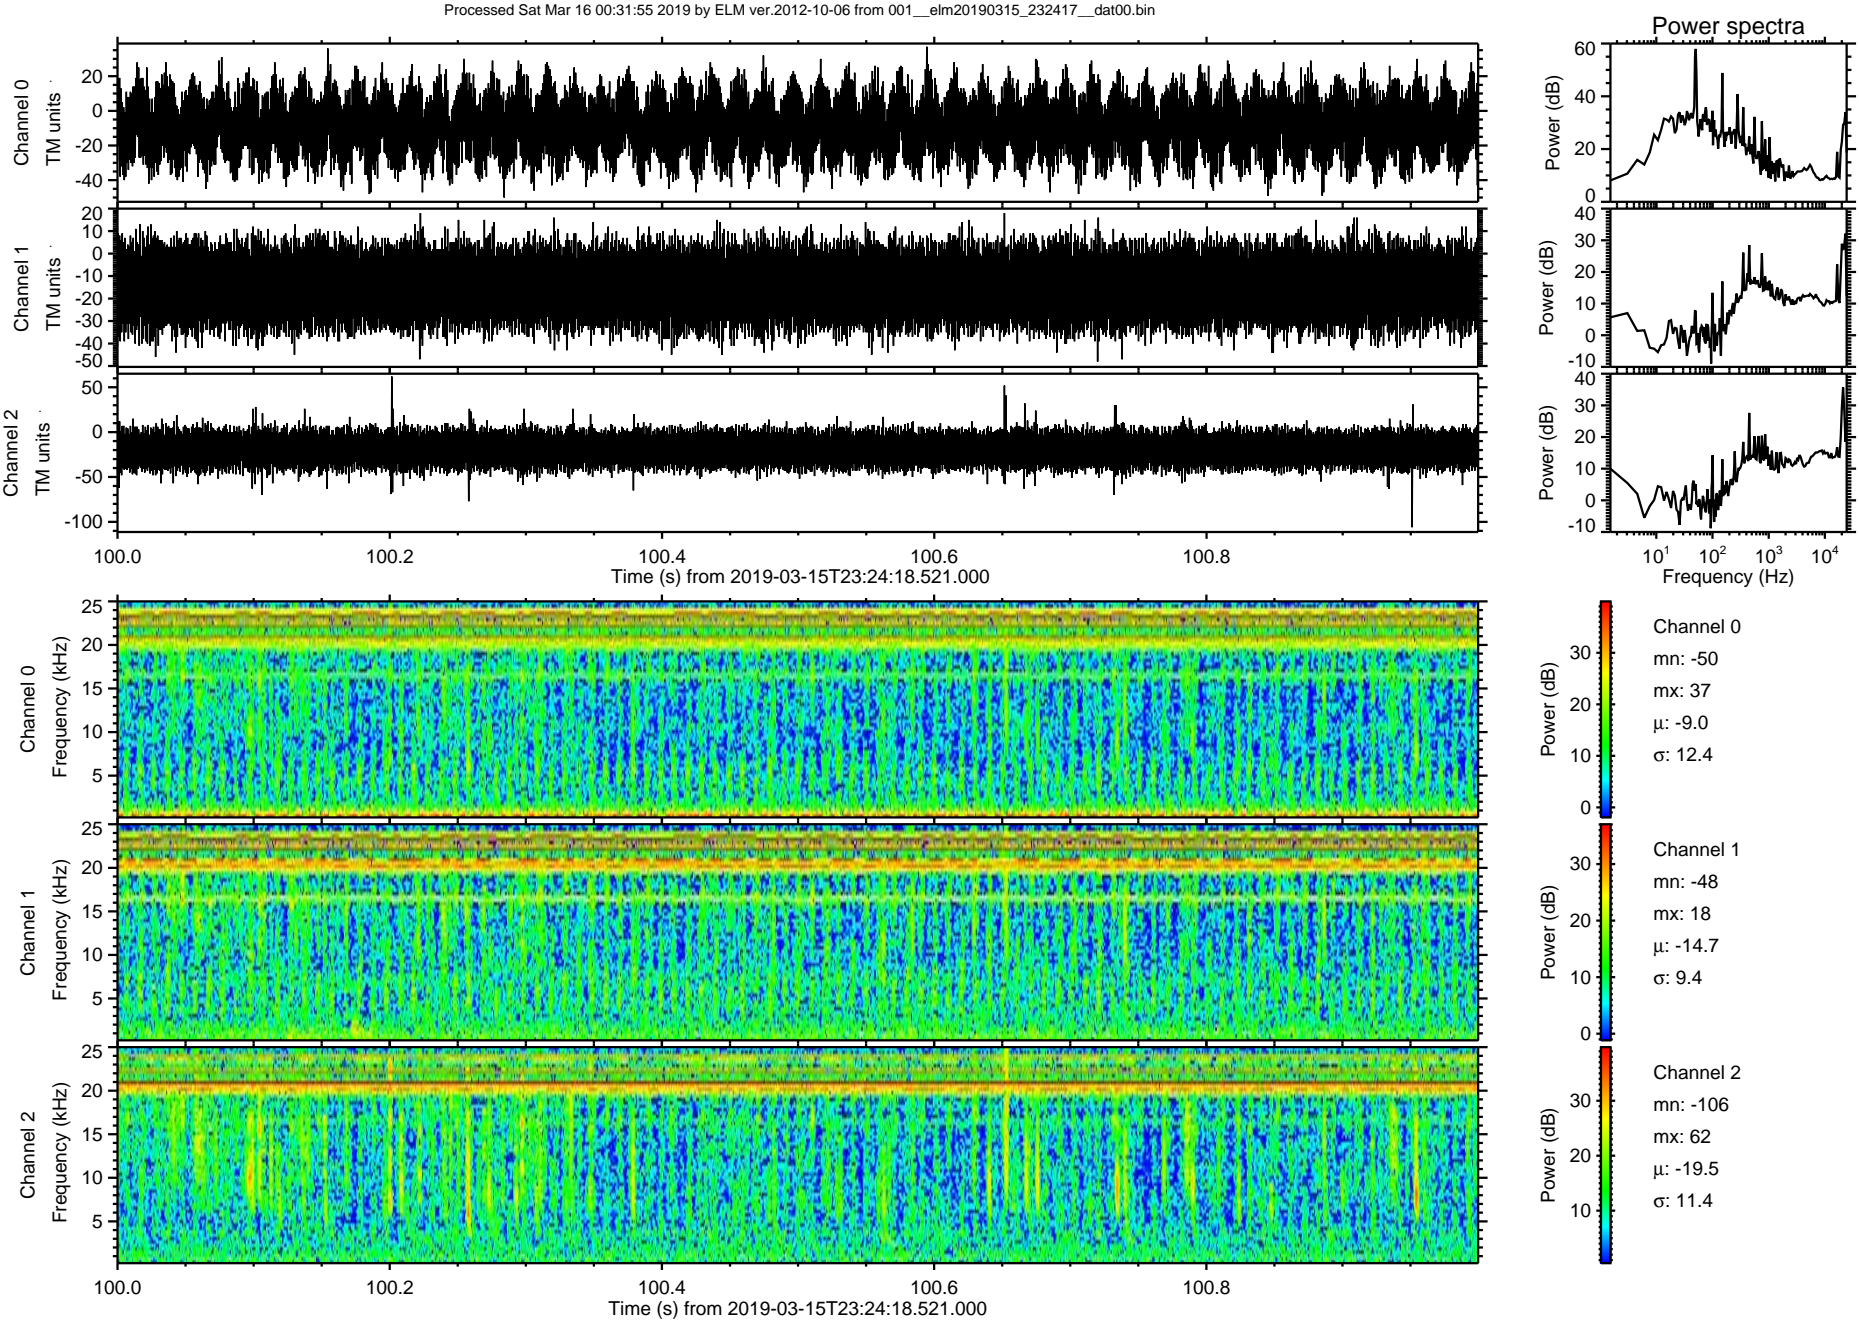 Processed Sat Mar 16 00:31:55 2019 by ELM ver.2012-10-06 from 001__elm20190315_232417__dat00.bin
Power spectra
Channel 0
TM units
20
0
-20
-40
Power (dB)
60
40
20
0
Channel 1
TM units
20
10
0
-10
-20
-30
-40
-50
Power (dB)
40
30
20
10
0
-10
Channel 2
TM units
50
0
-50
-100
Power (dB)
40
30
20
10
0
-10
100.0 100.2 100.4 100.6 100.8
Time (s) from 2019-03-15T23:24:18.521.000
10^1 10^2 10^3 10^4
Frequency (Hz)
Channel 0
Frequency (kHz)
25
20
15
10
5
Power (dB)
30
20
10
0
Channel 0
mn: -50
mx: 37
μ: -9.0
σ: 12.4
Channel 1
Frequency (kHz)
25
20
15
10
5
Power (dB)
30
20
10
0
Channel 1
mn: -48
mx: 18
μ: -14.7
σ: 9.4
Channel 2
Frequency (kHz)
25
20
15
10
5
Power (dB)
30
20
10
Channel 2
mn: -106
mx: 62
μ: -19.5
σ: 11.4
100.0 100.2 100.4 100.6 100.8
Time (s) from 2019-03-15T23:24:18.521.000